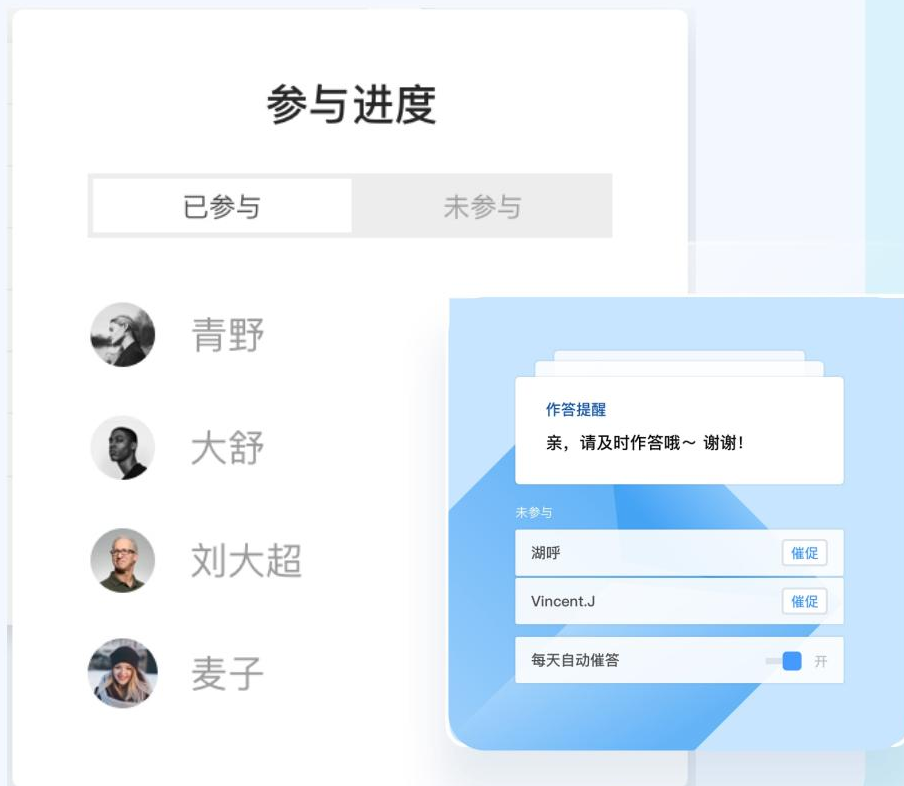 参与进度
已参与
未参与
青野
大舒
刘大超
麦子
作答提醒
亲，请及时作答哦～ 谢谢！
未参与
湖呼
催促
Vincent.J
催促
每天自动催答
开